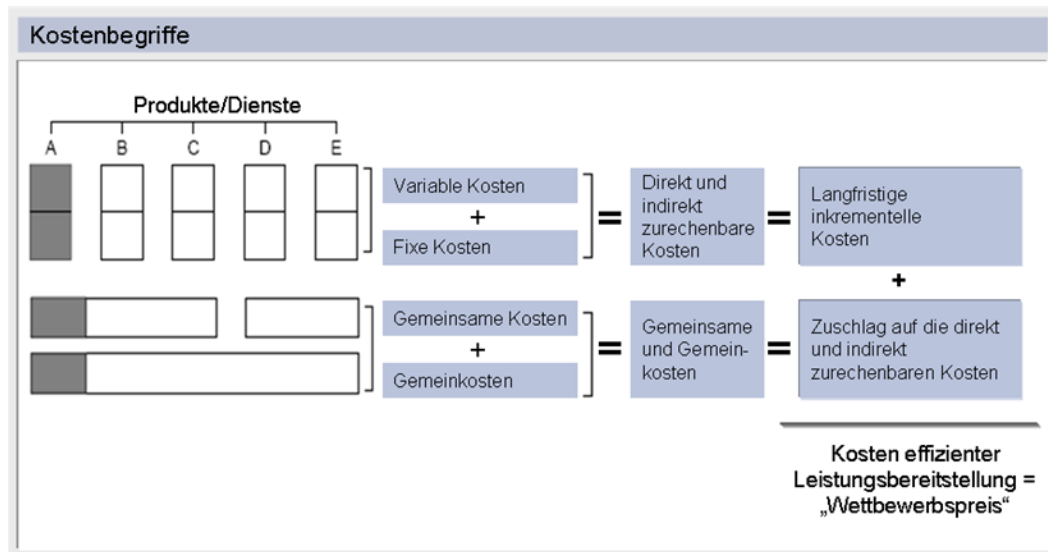 Kostenbegriffe
Produkte/Dienste
A B C D E
Variable Kosten
+
Fixe Kosten
=
Direkt und
indirekt
zurechenbare
Kosten
=
Langfristige
inkrementelle
Kosten
+
Gemeinsame Kosten
+
Gemeinkosten
=
Gemeinsame
und Gemein-
kosten
=
Zuschlag auf die direkt
und indirekt
zurechenbaren Kosten
Kosten effizienter
Leistungsbereitstellung =
„Wettbewerbspreis“